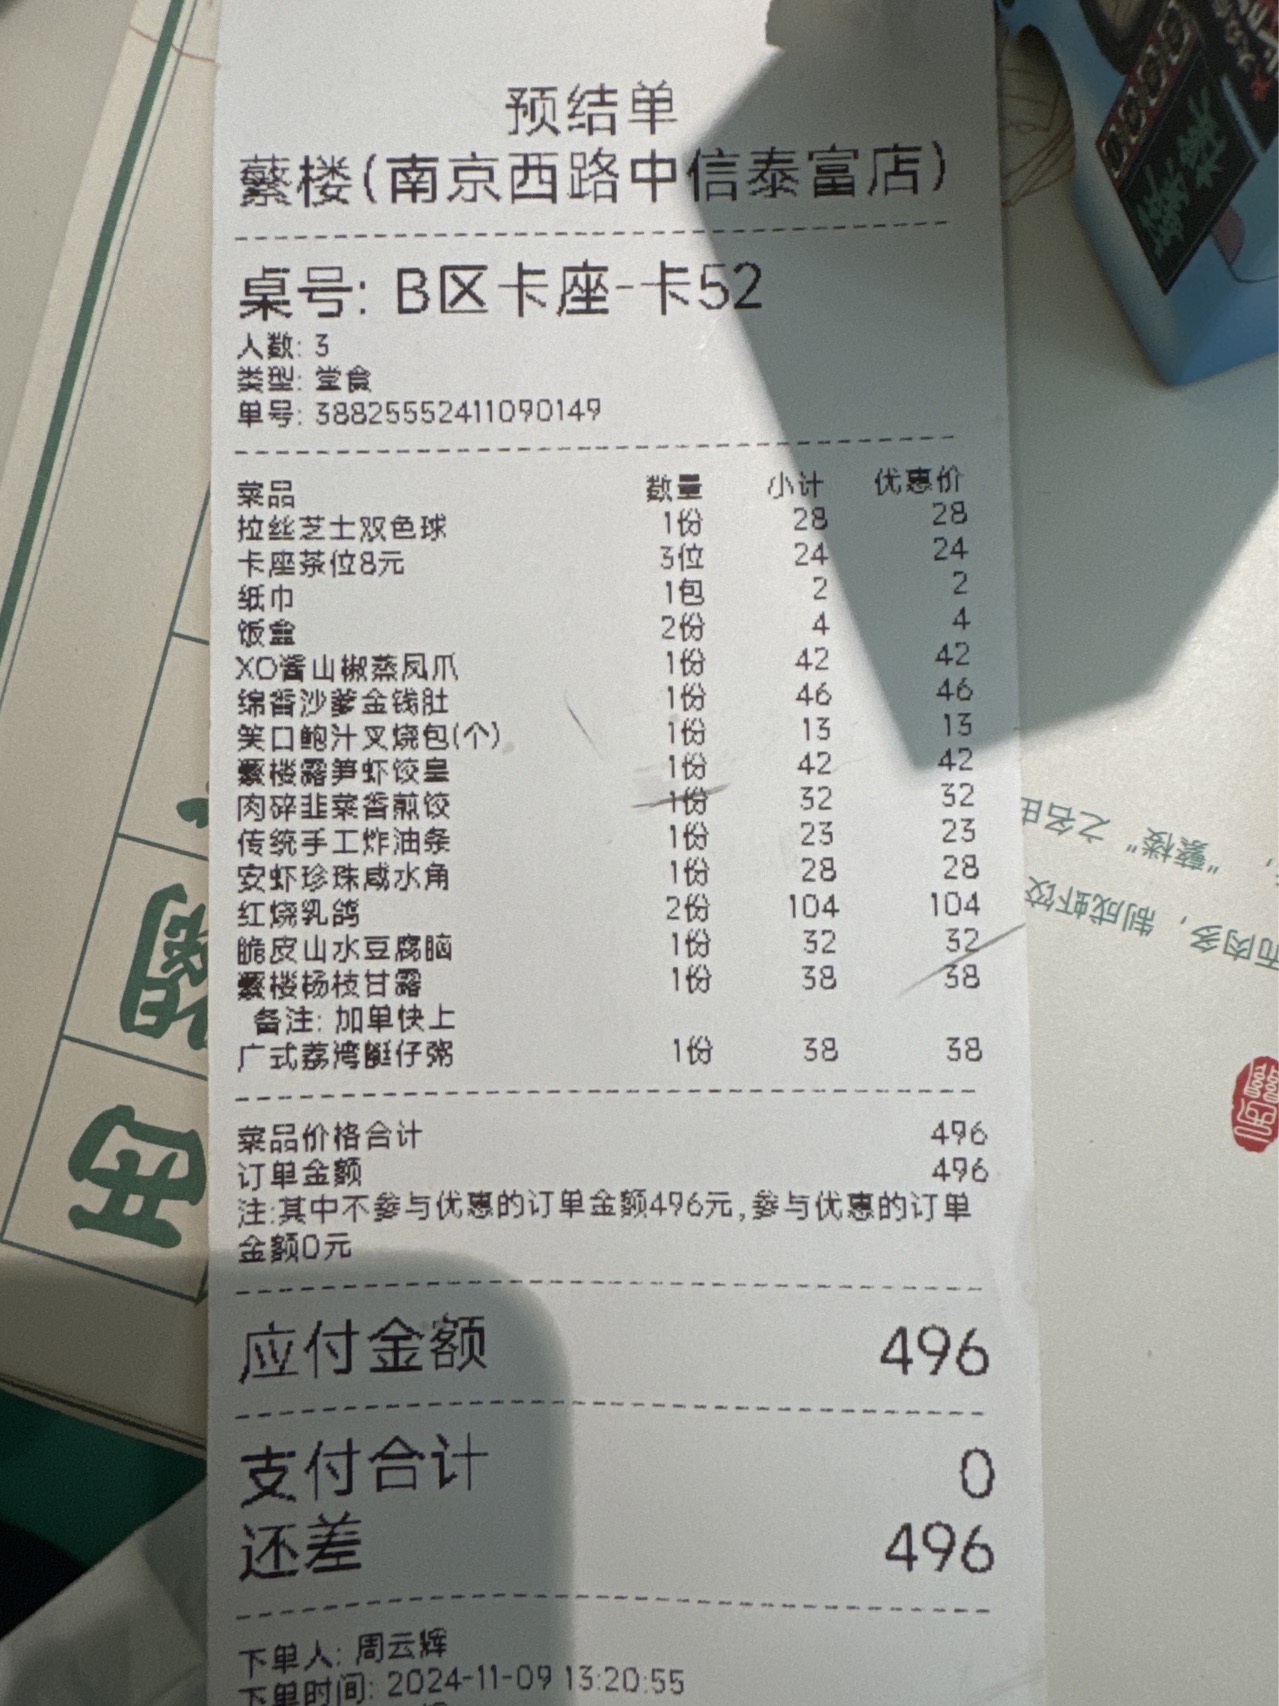 预结单
蘩楼(南京西路中信泰富店)
桌号: B区卡座-卡52
人数: 3
类型: 堂食
单号: 38825552411090149
菜品 数量 小计 优惠价
拉丝芝士双色球 1份 28 28
卡座茶位8元 3位 24 24
纸巾 1包 2 2
饭盒 2份 4 4
XO酱山椒蒸凤爪 1份 42 42
绵香沙爹金钱肚 1份 46 46
笑口鲍汁叉烧包(个) 1份 13 13
蘩楼露笋虾饺皇 1份 42 42
肉碎韭菜香煎饺 1份 32 32
传统手工炸油条 1份 23 23
安虾珍珠咸水角 1份 28 28
红烧乳鸽 2份 104 104
脆皮山水豆腐脑 1份 32 32
蘩楼杨枝甘露 1份 38 38
备注: 加单快上
广式荔湾艇仔粥 1份 38 38
菜品价格合计 496
订单金额 496
注:其中不参与优惠的订单金额496元,参与优惠的订单
金额0元
应付金额 496
支付合计 0
还差 496
下单人: 周云辉
下单时间: 2024-11-09 13:20:55
"蘩楼" 之名由
而肉多, 制成虾饺